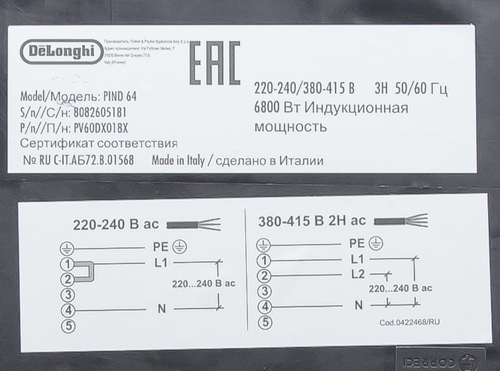 DeLonghi
EAC
Model/Модель: PIND 64
S/n//С/н: B082605181
P/n//П/н: PV60DX018X
Сертификат соответствия
№ RU C-IT.АБ72.B.01568 Made in Italy / сделано в Италии
220-240/380-415 В 3Н 50/60 Гц
6800 Вт Индукционная
мощность
220-240 В ac
PE
1 L1
2
3
220...240 В ac
4 N
5
380-415 В 2Н ac
PE
1 L1
2 L2
3
220...240 В ac
4 N
5
Cod.0422468/RU